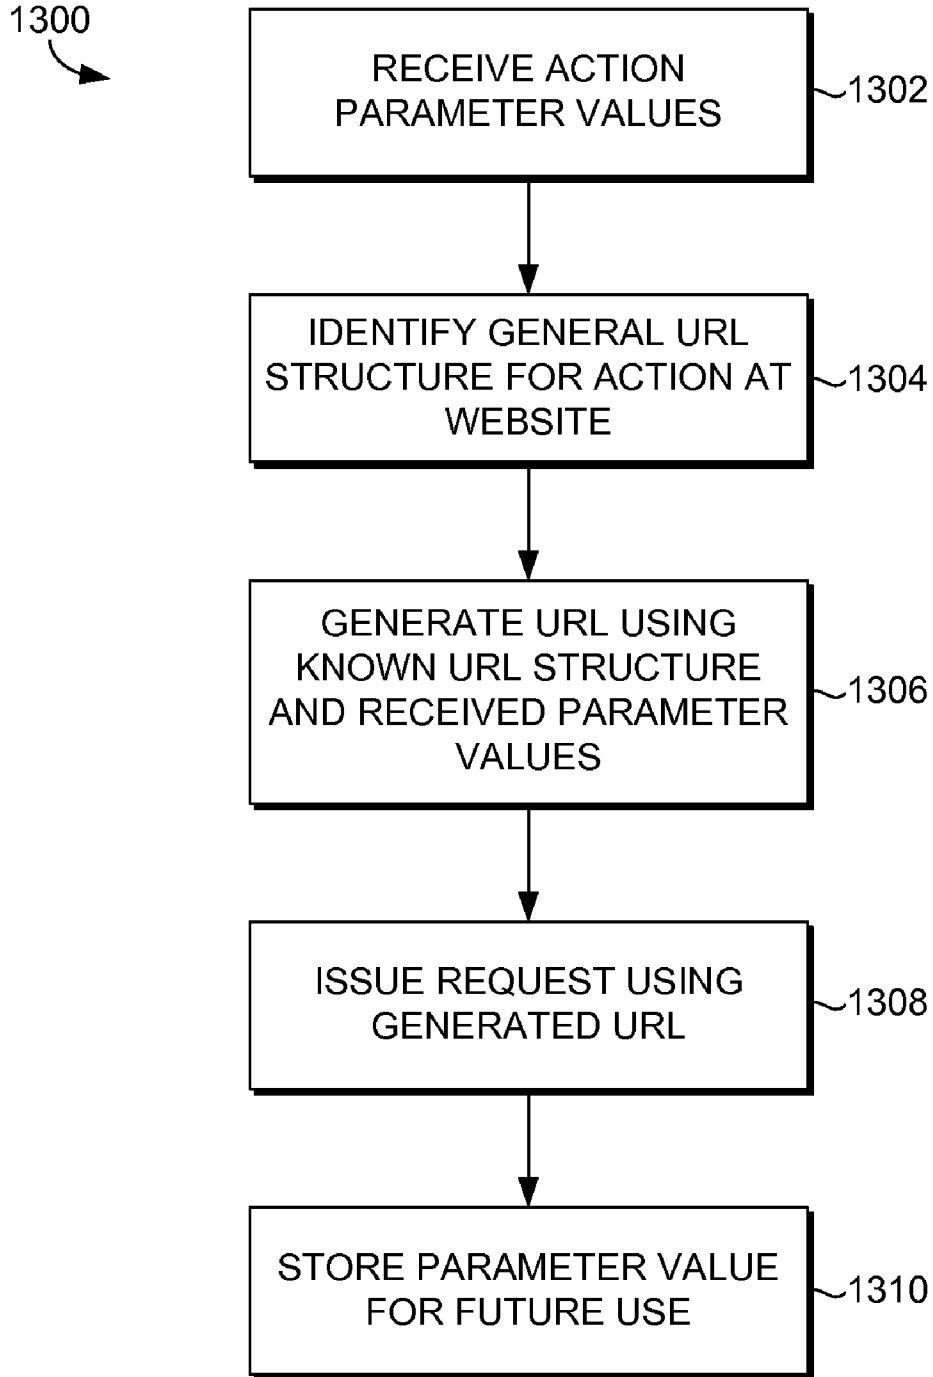 1300
RECEIVE ACTION
PARAMETER VALUES
1302
IDENTIFY GENERAL URL
STRUCTURE FOR ACTION AT
WEBSITE
1304
GENERATE URL USING
KNOWN URL STRUCTURE
AND RECEIVED PARAMETER
VALUES
1306
ISSUE REQUEST USING
GENERATED URL
1308
STORE PARAMETER VALUE
FOR FUTURE USE
1310